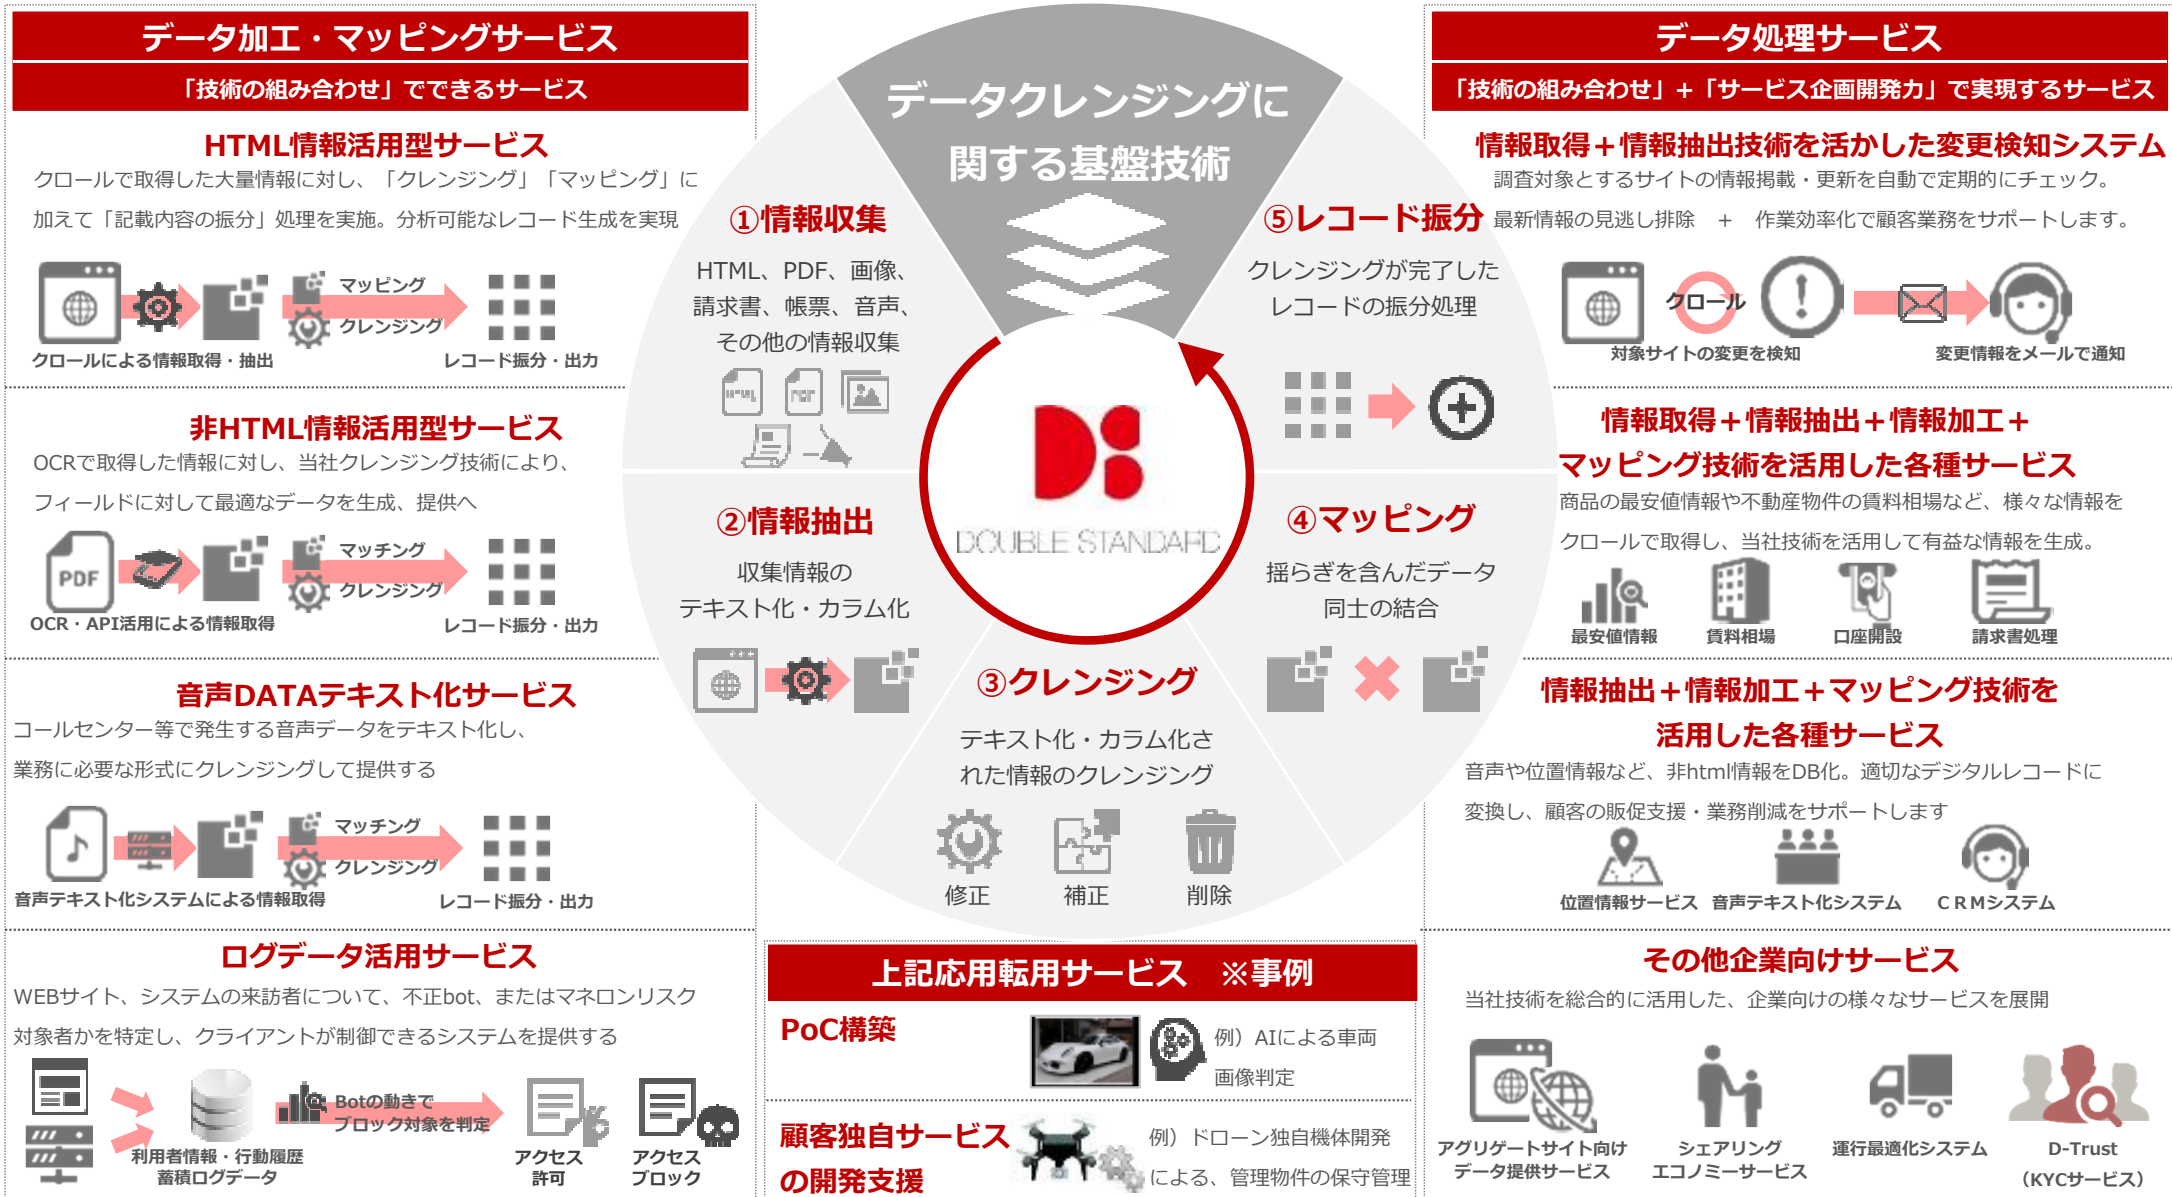 データ加工・マッピングサービス
「技術の組み合わせ」でできるサービス
HTML情報活用型サービス
クロールで取得した大量情報に対し、「クレンジング」「マッピング」に
加えて「記載内容の振分」処理を実施。分析可能なレコード生成を実現
マッピング
クレンジング
クロールによる情報取得・抽出
レコード振分・出力
非HTML情報活用型サービス
OCRで取得した情報に対し、当社クレンジング技術により、
フィールドに対して最適なデータを生成、提供へ
PDF
マッチング
クレンジング
OCR・API活用による情報取得
レコード振分・出力
音声DATAテキスト化サービス
コールセンター等で発生する音声データをテキスト化し、
業務に必要な形式にクレンジングして提供する
マッチング
クレンジング
音声テキスト化システムによる情報取得
レコード振分・出力
ログデータ活用サービス
WEBサイト、システムの来訪者について、不正bot、またはマネロンリスク
対象者かを特定し、クライアントが制御できるシステムを提供する
Botの動きで
ブロック対象を判定
利用者情報・行動履歴
蓄積ログデータ
アクセス
許可
アクセス
ブロック
データクレンジングに
関する基盤技術
①情報収集
HTML、PDF、画像、
請求書、帳票、音声、
その他の情報収集
HTML
PDF
②情報抽出
収集情報の
テキスト化・カラム化
③クレンジング
テキスト化・カラム化さ
れた情報のクレンジング
修正
補正
削除
④マッピング
揺らぎを含んだデータ
同士の結合
⑤レコード振分
クレンジングが完了した
レコードの振分処理
DOUBLE STANDARD
上記応用転用サービス　※事例
PoC構築
例）AIによる車両
画像判定
顧客独自サービス
の開発支援
例）ドローン独自機体開発
による、管理物件の保守管理
データ処理サービス
「技術の組み合わせ」+「サービス企画開発力」で実現するサービス
情報取得＋情報抽出技術を活かした変更検知システム
調査対象とするサイトの情報掲載・更新を自動で定期的にチェック。
最新情報の見逃し排除　+　作業効率化で顧客業務をサポートします。
クロール
対象サイトの変更を検知
変更情報をメールで通知
情報取得＋情報抽出＋情報加工＋
マッピング技術を活用した各種サービス
商品の最安値情報や不動産物件の賃料相場など、様々な情報を
クロールで取得し、当社技術を活用して有益な情報を生成。
最安値情報
賃料相場
口座開設
請求書処理
情報抽出＋情報加工＋マッピング技術を
活用した各種サービス
音声や位置情報など、非html情報をDB化。適切なデジタルレコードに
変換し、顧客の販促支援・業務削減をサポートします
位置情報サービス
音声テキスト化システム
ＣＲＭシステム
その他企業向けサービス
当社技術を総合的に活用した、企業向けの様々なサービスを展開
アグリゲートサイト向け
データ提供サービス
シェアリング
エコノミーサービス
運行最適化システム
D-Trust
（KYCサービス）